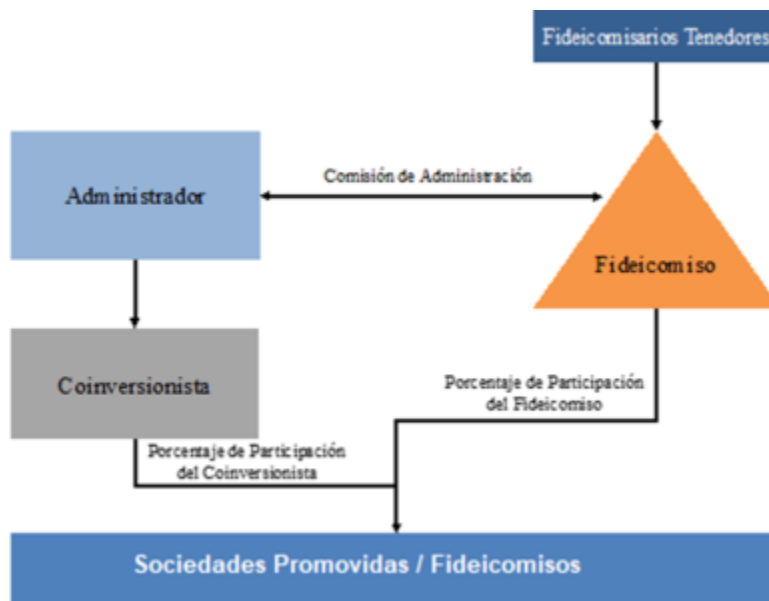 Fideicomisarios Tenedores
Comisión de Administración
Administrador
Fideicomiso
Coinversionista
Porcentaje de Participación
del Fideicomiso
Porcentaje de Participación
del Coinversionista
Sociedades Promovidas / Fideicomisos